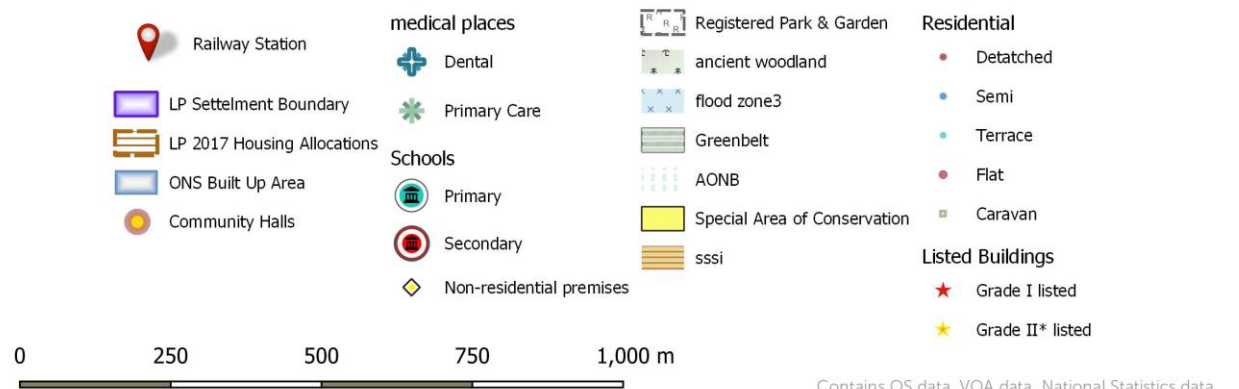 Railway Station
LP Settelment Boundary
LP 2017 Housing Allocations
ONS Built Up Area
Community Halls
medical places
Dental
Primary Care
Schools
Primary
Secondary
Non-residential premises
R R R R
Registered Park & Garden
ancient woodland
flood zone3
Greenbelt
AONB
Special Area of Conservation
sssi
Residential
Detatched
Semi
Terrace
Flat
Caravan
Listed Buildings
Grade I listed
Grade II* listed
0 250 500 750 1,000 m
Contains OS data, VOA data, National Statistics data